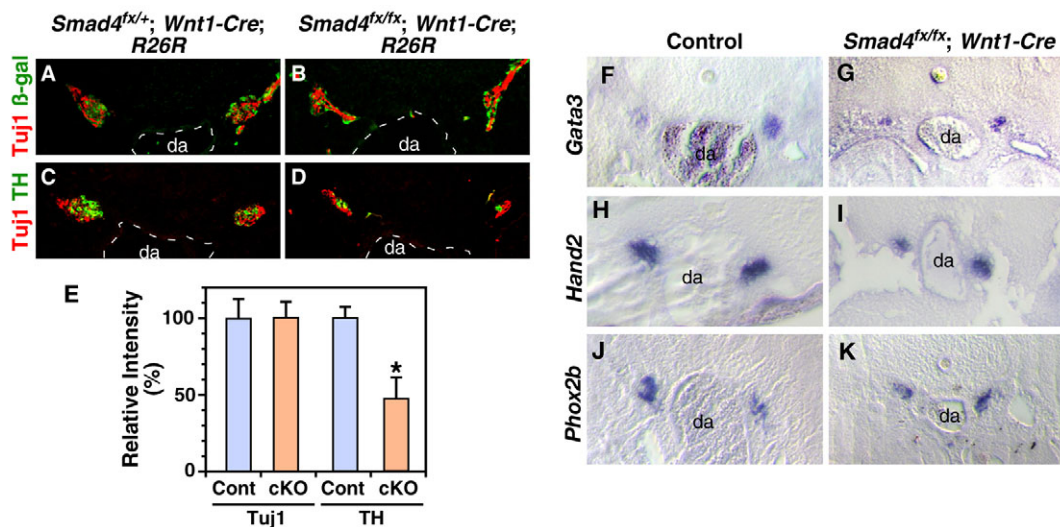 Smad4fx/+; Wnt1-Cre;
R26R
Smad4fx/fx; Wnt1-Cre;
R26R
Tuj1 ß-gal
A
da
B
da
Tuj1 TH
C
da
D
da
E
Relative Intensity
(%)
100
50
0
Cont cKO Cont cKO
Tuj1 TH
*
Control
Smad4fx/fx; Wnt1-Cre
Gata3
F
da
G
Hand2
H
da
I
da
Phox2b
J
da
K
da